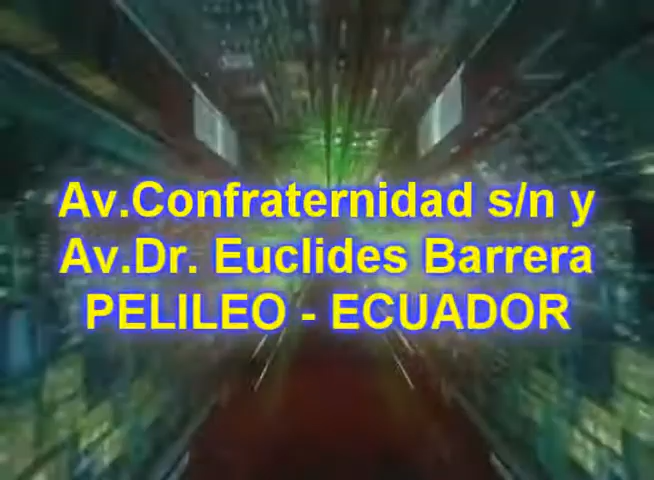 Av.Confraternidad s/n y
Av.Dr. Euclides Barrera
PELILEO - ECUADOR